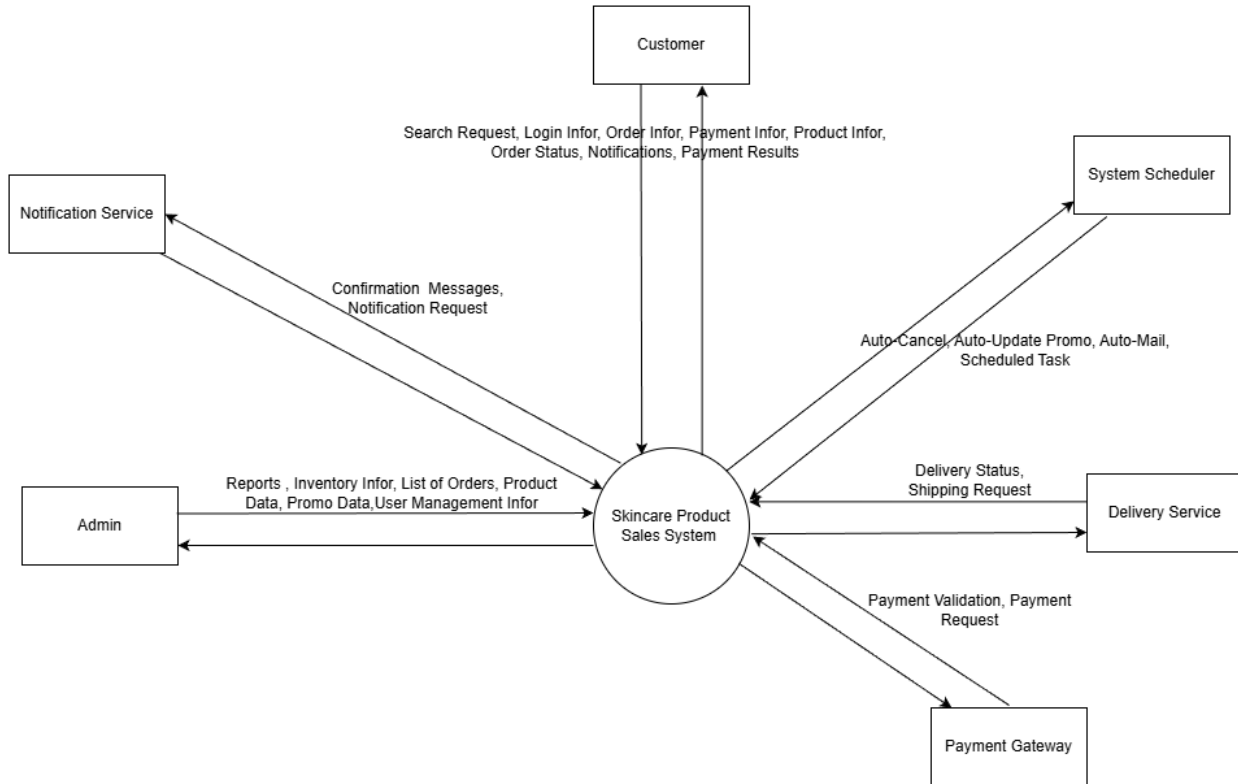 Customer
Search Request, Login Infor, Order Infor, Payment Infor, Product Infor,
Order Status, Notifications, Payment Results
System Scheduler
Notification Service
Confirmation  Messages,
Notification Request
Auto-Cancel, Auto-Update Promo, Auto-Mail,
Scheduled Task
Reports , Inventory Infor, List of Orders, Product
Data, Promo Data,User Management Infor
Admin
Skincare Product
Sales System
Delivery Status,
Shipping Request
Delivery Service
Payment Validation, Payment
Request
Payment Gateway